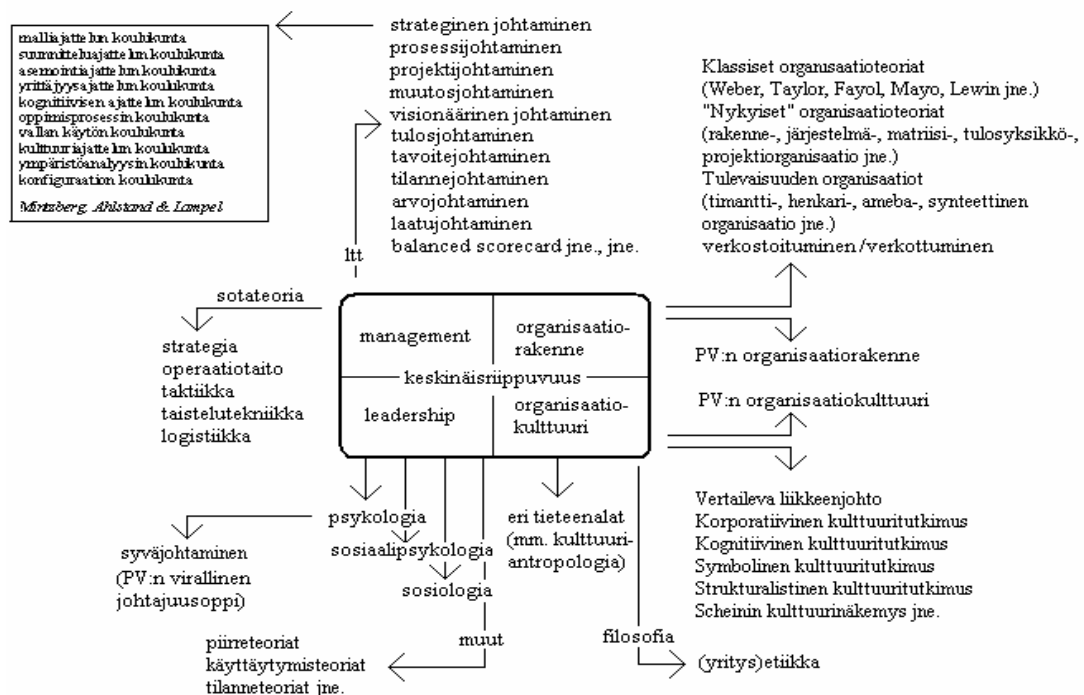 malliajattelun koulukunta
suunnitteluajattelun koulukunta
asemointiajattelun koulukunta
yrittäjyysajattelun koulukunta
kognitiivisen ajattelun koulukunta
oppimisprosessin koulukunta
vallan käytön koulukunta
kulttuuriajattelun koulukunta
ympäristöanalyysin koulukunta
konfiguraation koulukunta
Mintzberg, Ahlstand & Lampel
strateginen johtaminen
prosessijohtaminen
projektijohtaminen
muutosjohtaminen
visionäärinen johtaminen
tulosjohtaminen
tavoitejohtaminen
tilannejohtaminen
arvojohtaminen
laatujohtaminen
balanced scorecard jne., jne.
Klassiset organisaatioteoriat
(Weber, Taylor, Fayol, Mayo, Lewin jne.)
"Nykyiset" organisaatioteoriat
(rakenne-, järjestelmä-, matriisi-, tulosyksikkö-,
projektiorganisaatio jne.)
Tulevaisuuden organisaatiot
(timantti-, henkari-, ameba-, synteettinen
organisaatio jne.)
verkostoituminen/verkottuminen
ltt
sotateoria
strategia
operaatiotaito
taktiikka
taistelutekniikka
logistiikka
management
organisaatio-
rakenne
keskinäisriippuvuus
leadership
organisaatio-
kulttuuri
PV:n organisaatiorakenne
PV:n organisaatiokulttuuri
Vertaileva liikkeenjohto
Korporatiivinen kulttuuritutkimus
Kognitiivinen kulttuuritutkimus
Symbolinen kulttuuritutkimus
Strukturalistinen kulttuuritutkimus
Scheinin kulttuurinäkemys jne.
psykologia
sosiaalipsykologia
sosiologia
muut
syväjohtaminen
(PV:n virallinen
johtajuusoppi)
eri tieteenalat
(mm. kulttuuri-
antropologia)
piirreteoriat
käyttäytymisteoriat
tilanneteoriat jne.
filosofia
(yritys)etiikka